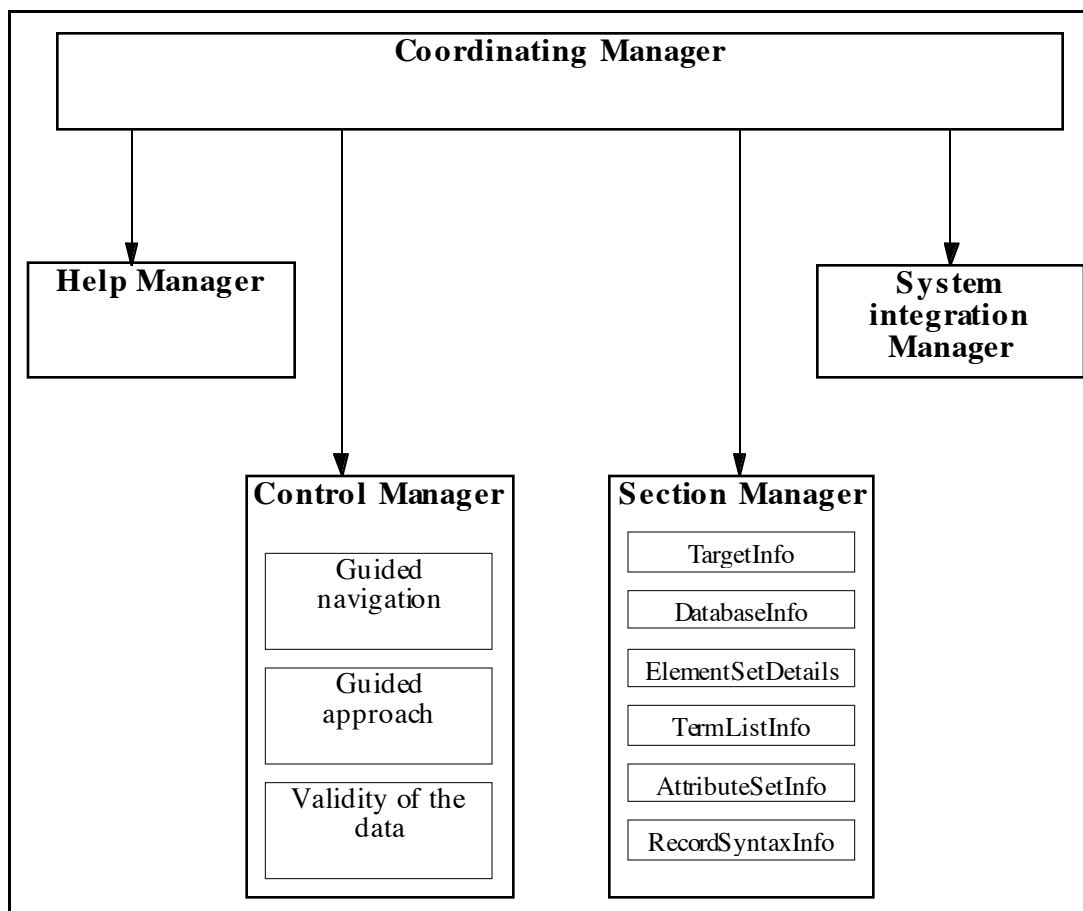 Coordinating Manager
Help Manager
System
integration
Manager
Control Manager
Guided
navigation
Guided
approach
Validity of the
data
Section Manager
TargetInfo
DatabaseInfo
ElementSetDetails
TermListInfo
AttributeSetInfo
RecordSyntaxInfo